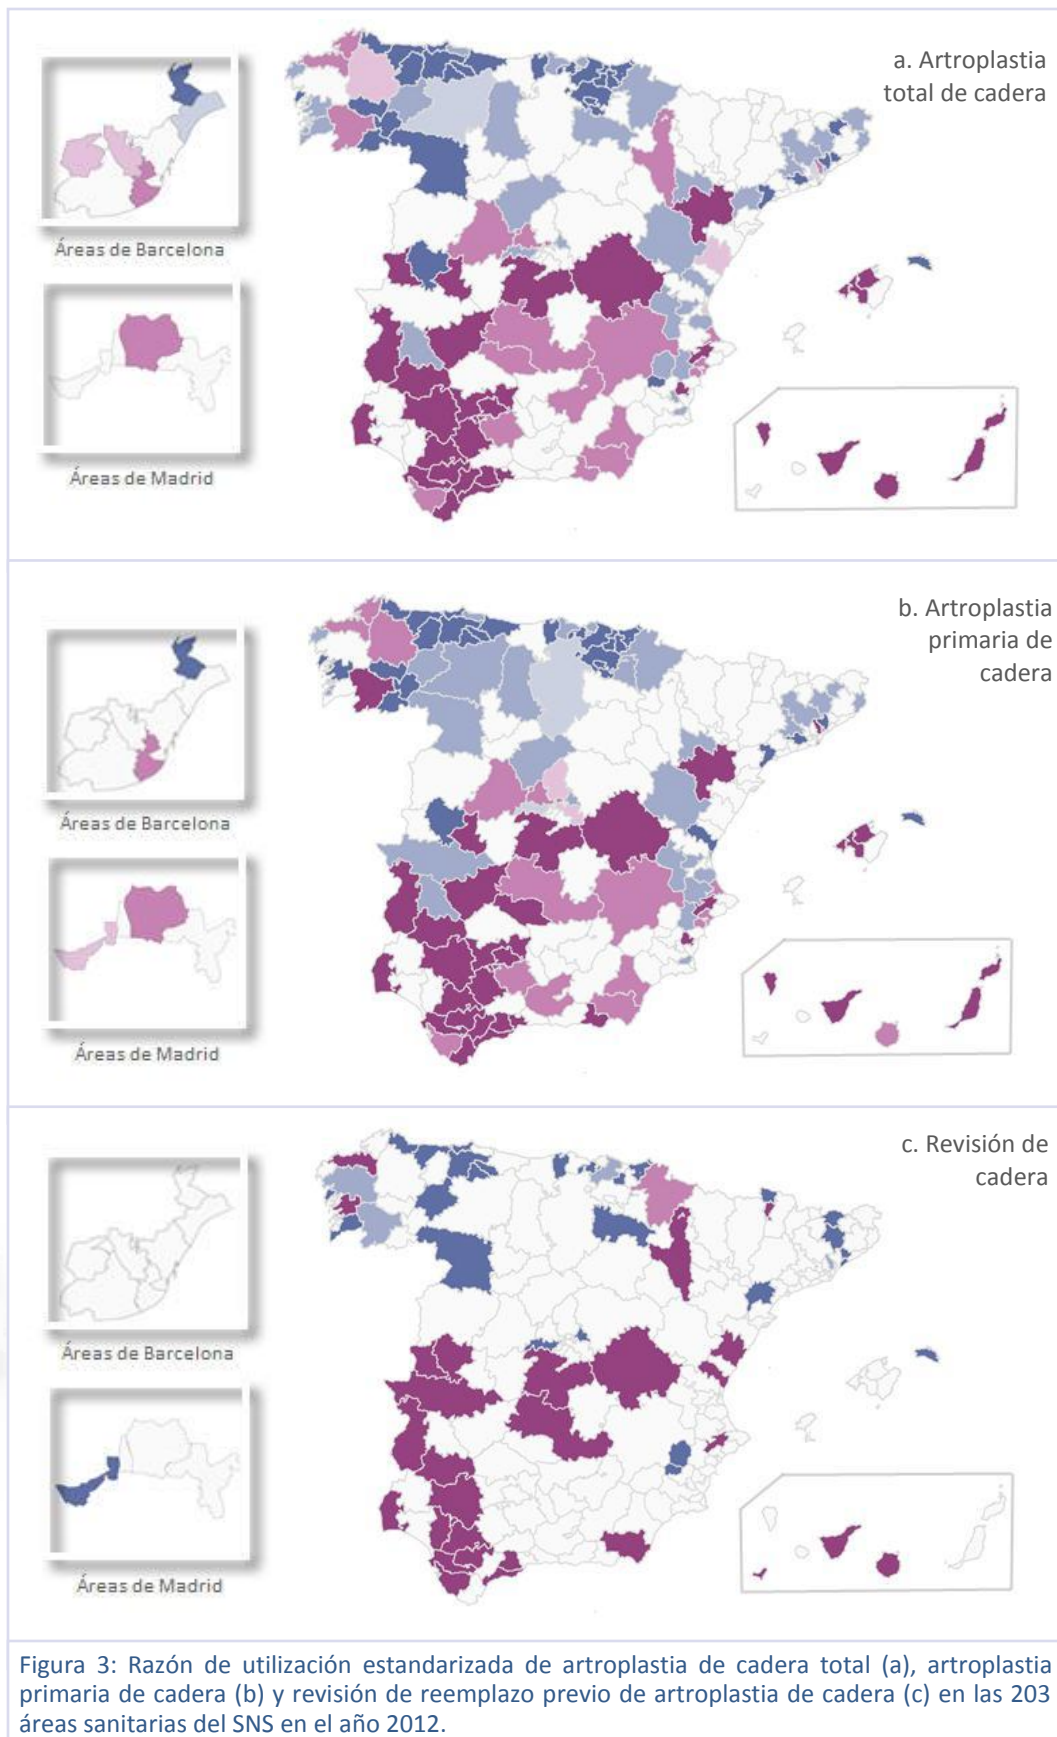 a. Artroplastia
total de cadera
Áreas de Barcelona
Áreas de Madrid
b. Artroplastia
primaria de
cadera
Áreas de Barcelona
Áreas de Madrid
c. Revisión de
cadera
Áreas de Barcelona
Áreas de Madrid
Figura 3: Razón de utilización estandarizada de artroplastia de cadera total (a), artroplastia
primaria de cadera (b) y revisión de reemplazo previo de artroplastia de cadera (c) en las 203
áreas sanitarias del SNS en el año 2012.